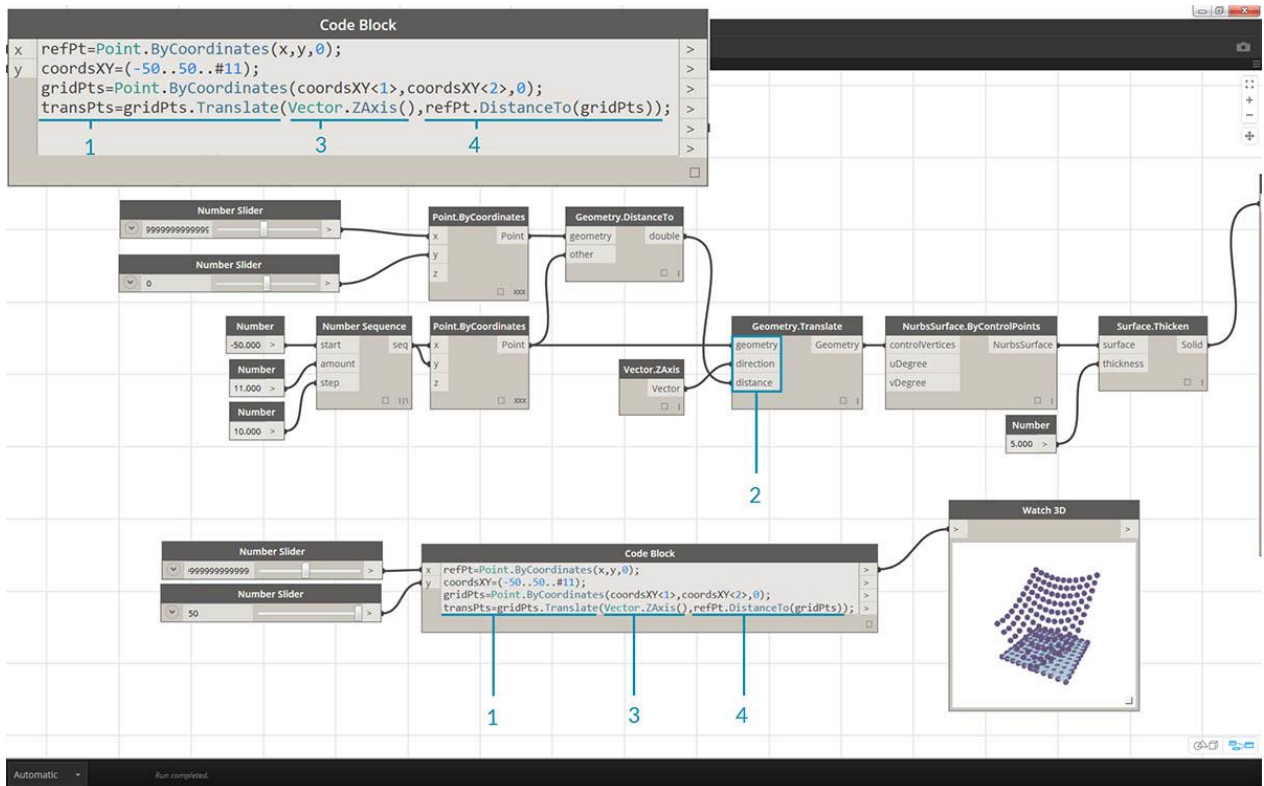 Code Block
x refPt=Point.ByCoordinates(x,y,0); >
y coordsXY=(-50..50..#11); >
gridPts=Point.ByCoordinates(coordsXY<1>,coordsXY<2>,0); >
transPts=gridPts.Translate(Vector.ZAxis(),refPt.DistanceTo(gridPts)); >
>
>
1 3 4
Number Slider
9999999999999 >
Number Slider
0 >
Point.ByCoordinates
x Point
y
z
xxx
Geometry.DistanceTo
geometry double
other
Number
-50.000 >
Number
11.000 >
Number
10.000 >
Number Sequence
start seq
amount
step
Point.ByCoordinates
x Point
y
z
xxx
Vector.ZAxis
Vector
Geometry.Translate
geometry Geometry
direction
distance
2
NurbsSurface.ByControlPoints
controlVertices NurbsSurface
uDegree
vDegree
Surface.Thicken
surface Solid
thickness
Number
5.000 >
Number Slider
-999999999999 >
Number Slider
50 >
Code Block
x refPt=Point.ByCoordinates(x,y,0); >
y coordsXY=(-50..50..#11); >
gridPts=Point.ByCoordinates(coordsXY<1>,coordsXY<2>,0); >
transPts=gridPts.Translate(Vector.ZAxis(),refPt.DistanceTo(gridPts)); >
1 3 4
Watch 3D
> >
Automatic
Run completed.